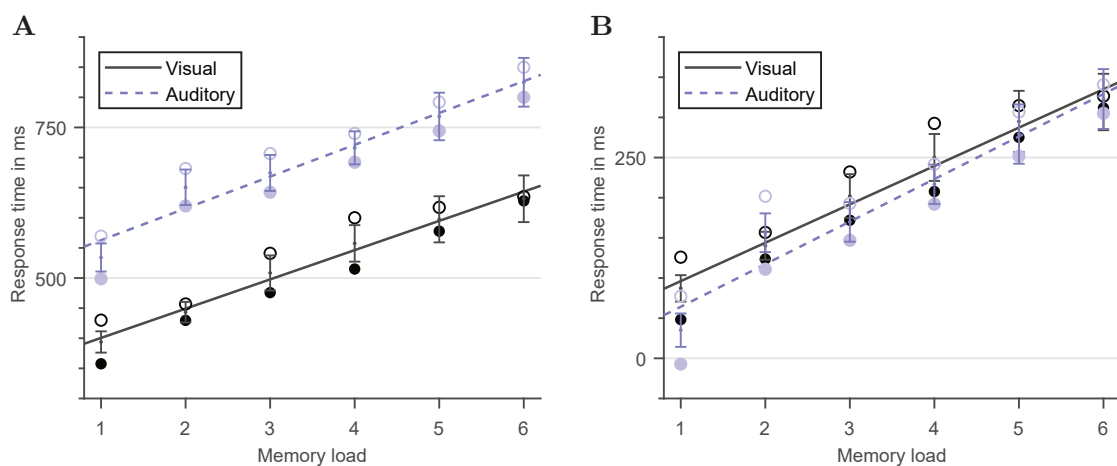 A
Visual
Auditory
750
500
Response time in ms
1 2 3 4 5 6
Memory load
B
Visual
Auditory
250
0
Response time in ms
1 2 3 4 5 6
Memory load